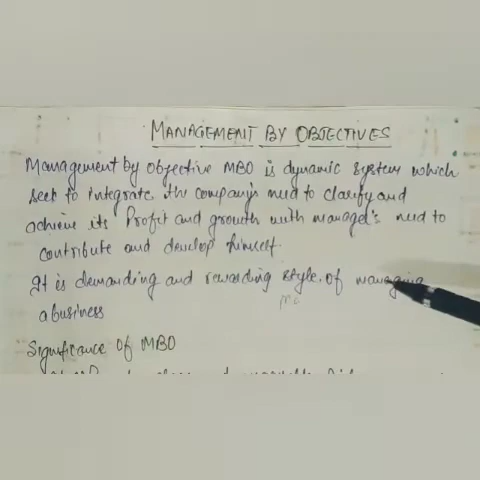 MANAGEMENT BY OBJECTIVES
Management by objective MBO is dynamic system which
seek to integrate the company's need to clarify and
achieve its Profit and growth with manager's need to
contribute and develop himself.
It is demanding and rewarding style of managing
a business
Significance of MBO